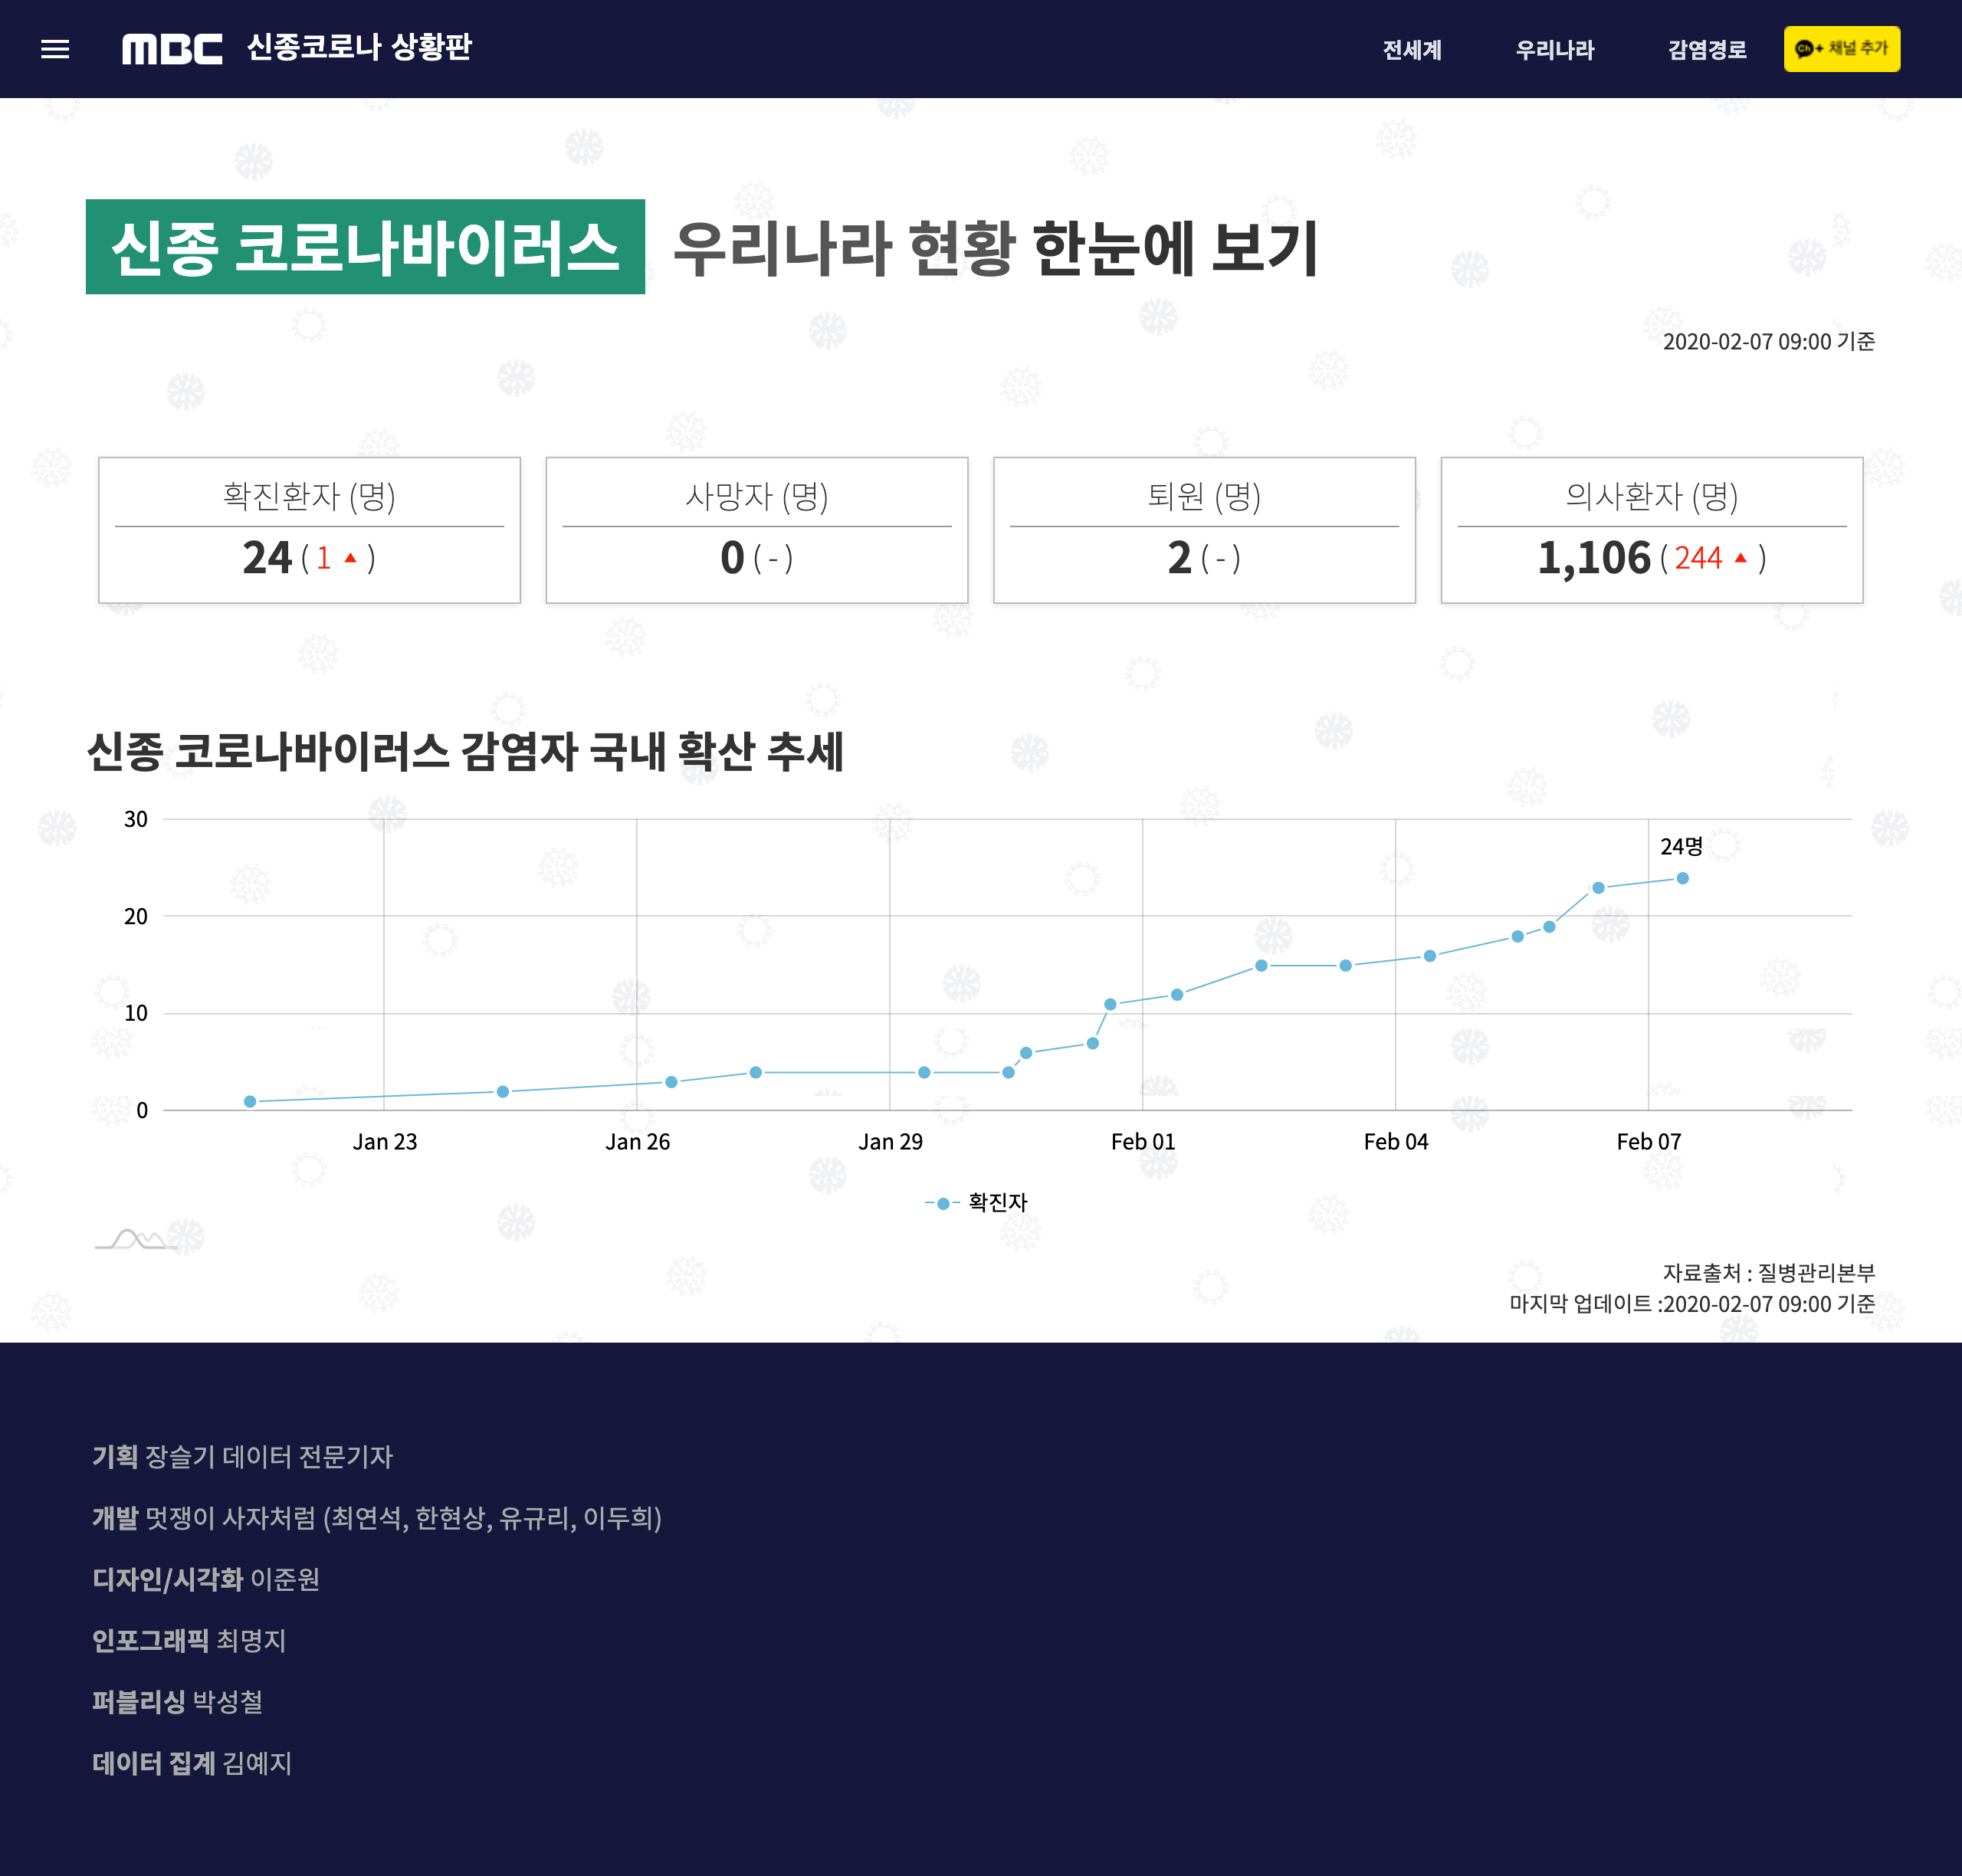 MBC 신종코로나 상황판
전세계 우리나라 감염경로 Ch+ 채널 추가
신종 코로나바이러스 우리나라 현황 한눈에 보기
2020-02-07 09:00 기준
확진환자 (명)
24 ( 1 ▲ )
사망자 (명)
0 ( - )
퇴원 (명)
2 ( - )
의사환자 (명)
1,106 ( 244 ▲ )
신종 코로나바이러스 감염자 국내 확산 추세
30
20
10
0
24명
Jan 23 Jan 26 Jan 29 Feb 01 Feb 04 Feb 07
확진자
자료출처 : 질병관리본부
마지막 업데이트 :2020-02-07 09:00 기준
기획 장슬기 데이터 전문기자
개발 멋쟁이 사자처럼 (최연석, 한현상, 유규리, 이두희)
디자인/시각화 이준원
인포그래픽 최명지
퍼블리싱 박성철
데이터 집계 김예지